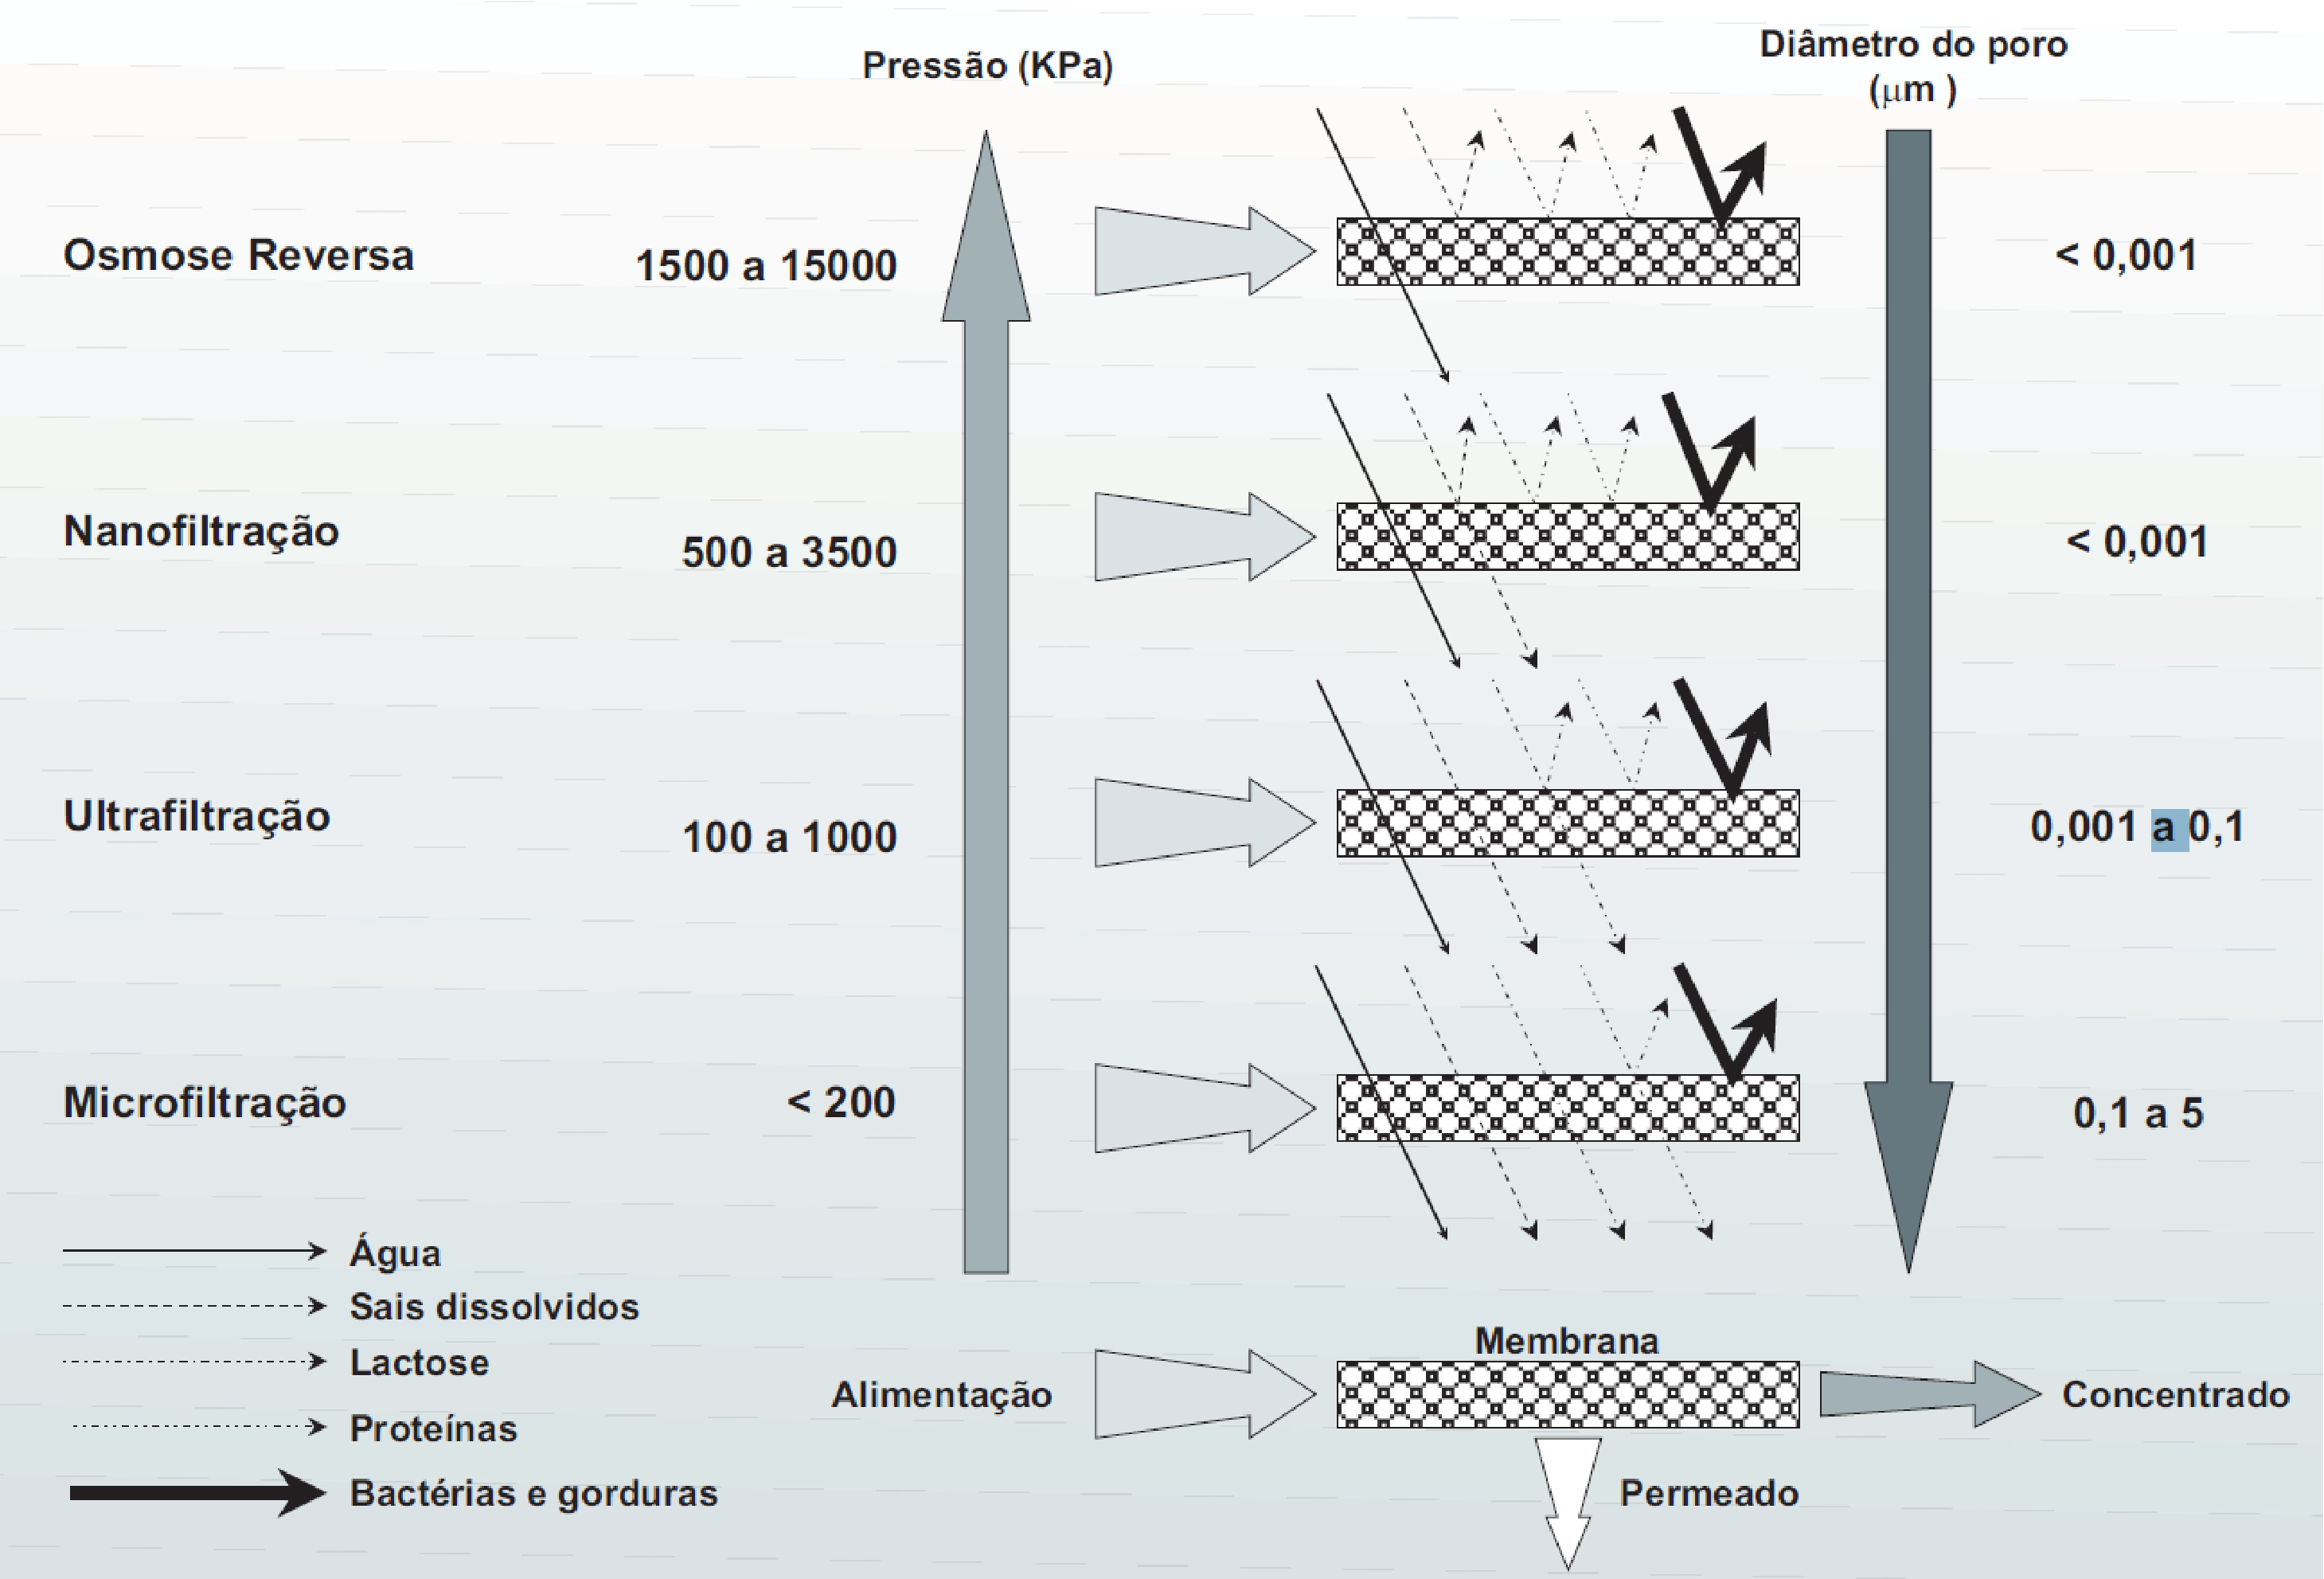 Pressão (KPa)
Diâmetro do poro
(μm )
Osmose Reversa
1500 a 15000
< 0,001
Nanofiltração
500 a 3500
< 0,001
Ultrafiltração
100 a 1000
0,001 a 0,1
Microfiltração
< 200
0,1 a 5
Água
Sais dissolvidos
Lactose
Proteínas
Bactérias e gorduras
Alimentação
Membrana
Concentrado
Permeado